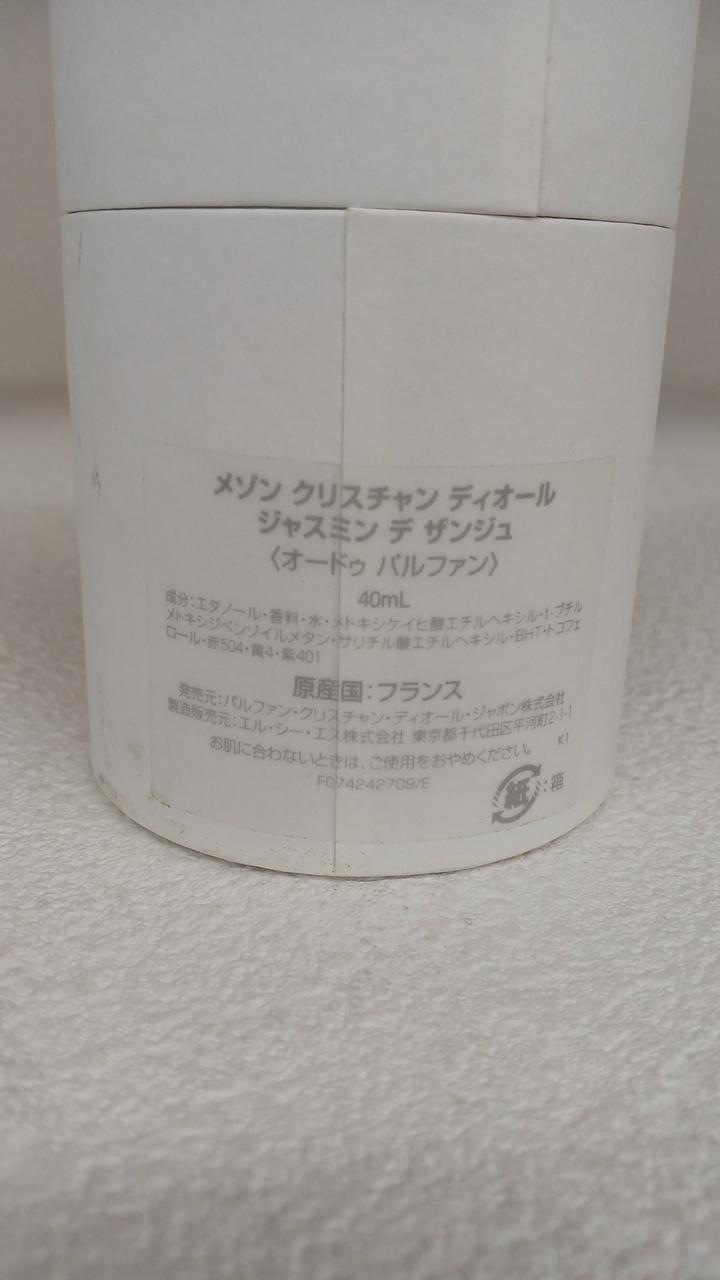 メゾン クリスチャン ディオール
ジャスミン デ ザンジュ
〈オードゥ パルファン〉
40mL
成分：エタノール・香料・水・メトキシケイヒ酸エチルヘキシル・t-ブチル
メトキシジベンゾイルメタン・サリチル酸エチルヘキシル・BHT・トコフェ
ロール・赤504・黄4・紫401
原産国：フランス
発売元：パルファン・クリスチャン・ディオール・ジャポン株式会社
製造販売元：エル・シー・エス株式会社 東京都千代田区平河町2-1-1
お肌に合わないときは、ご使用をおやめください。 K1
F074242709/E
紙：箱